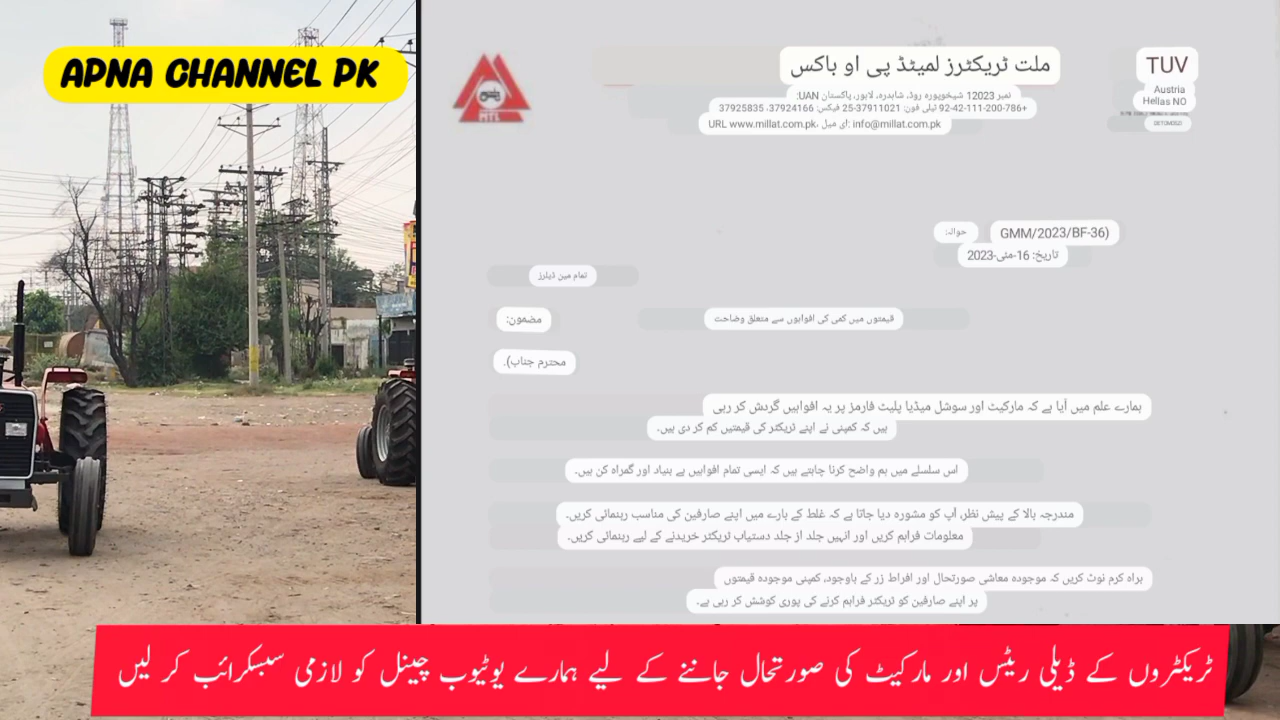 APNA CHANNEL PK
MTL
ملت ٹریکٹرز لمیٹڈ پی او باکس
نمبر 12023 شیخوپورہ روڈ، شاہدرہ، لاہور، پاکستان UAN:
+92-42-111-200-786 ٹیلی فون: 37911021-25 فیکس: 37924166، 37925835
URL www.millat.com.pk، ای میل: info@millat.com.pk
TUV
Austria
Hellas NO
حوالہ: GMM/2023/BF-36)
تاریخ: 16-مئی-2023
تمام مین ڈیلرز
مضمون: قیمتوں میں کمی کی افواہوں سے متعلق وضاحت
محترم جناب).
ہمارے علم میں آیا ہے کہ مارکیٹ اور سوشل میڈیا پلیٹ فارمز پر یہ افواہیں گردش کر رہی
ہیں کہ کمپنی نے اپنے ٹریکٹر کی قیمتیں کم کر دی ہیں.
اس سلسلے میں ہم واضح کرنا چاہتے ہیں کہ ایسی تمام افواہیں بے بنیاد اور گمراہ کن ہیں.
مندرجہ بالا کے پیش نظر، آپ کو مشورہ دیا جاتا ہے کہ غلط کے بارے میں اپنے صارفین کی مناسب رہنمائی کریں.
معلومات فراہم کریں اور انہیں جلد از جلد دستیاب ٹریکٹر خریدنے کے لیے رہنمائی کریں.
براہ کرم نوٹ کریں کہ موجودہ معاشی صورتحال اور افراط زر کے باوجود، کمپنی موجودہ قیمتوں
پر اپنے صارفین کو ٹریکٹر فراہم کرنے کی پوری کوشش کر رہی ہے.
ٹریکٹروں کے ڈیلی ریٹس اور مارکیٹ کی صورتحال جاننے کے لیے ہمارے یوٹیوب چینل کو لازمی سبسکرائب کر لیں